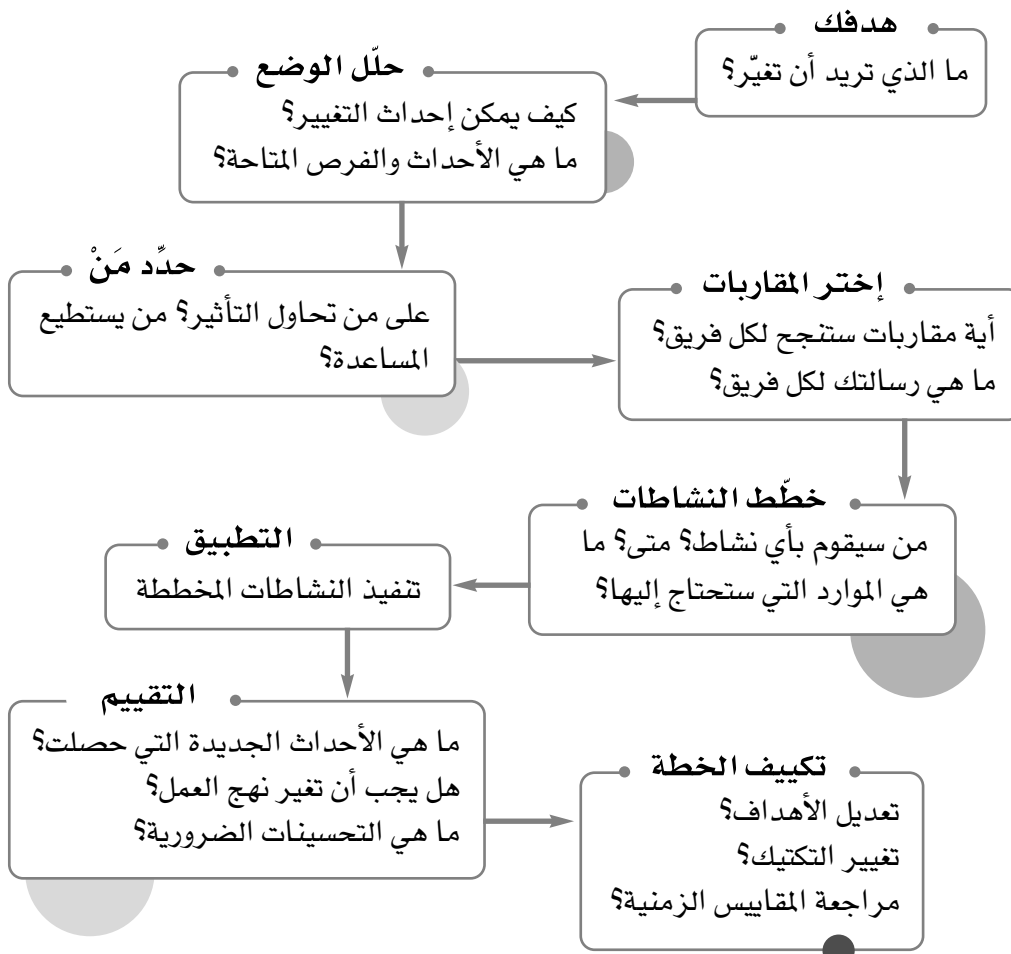 هدفك
ما الذي تريد أن تغيّر؟
حلّل الوضع
كيف يمكن إحداث التغيير؟
ما هي الأحداث والفرص المتاحة؟
حدِّد مَنْ
على من تحاول التأثير؟ من يستطيع
المساعدة؟
إختر المقاربات
أية مقاربات ستنجح لكل فريق؟
ما هي رسالتك لكل فريق؟
خطّط النشاطات
من سيقوم بأي نشاط؟ متى؟ ما
هي الموارد التي ستحتاج إليها؟
التطبيق
تنفيذ النشاطات المخططة
التقييم
ما هي الأحداث الجديدة التي حصلت؟
هل يجب أن تغير نهج العمل؟
ما هي التحسينات الضرورية؟
تكييف الخطة
تعديل الأهداف؟
تغيير التكتيك؟
مراجعة المقاييس الزمنية؟